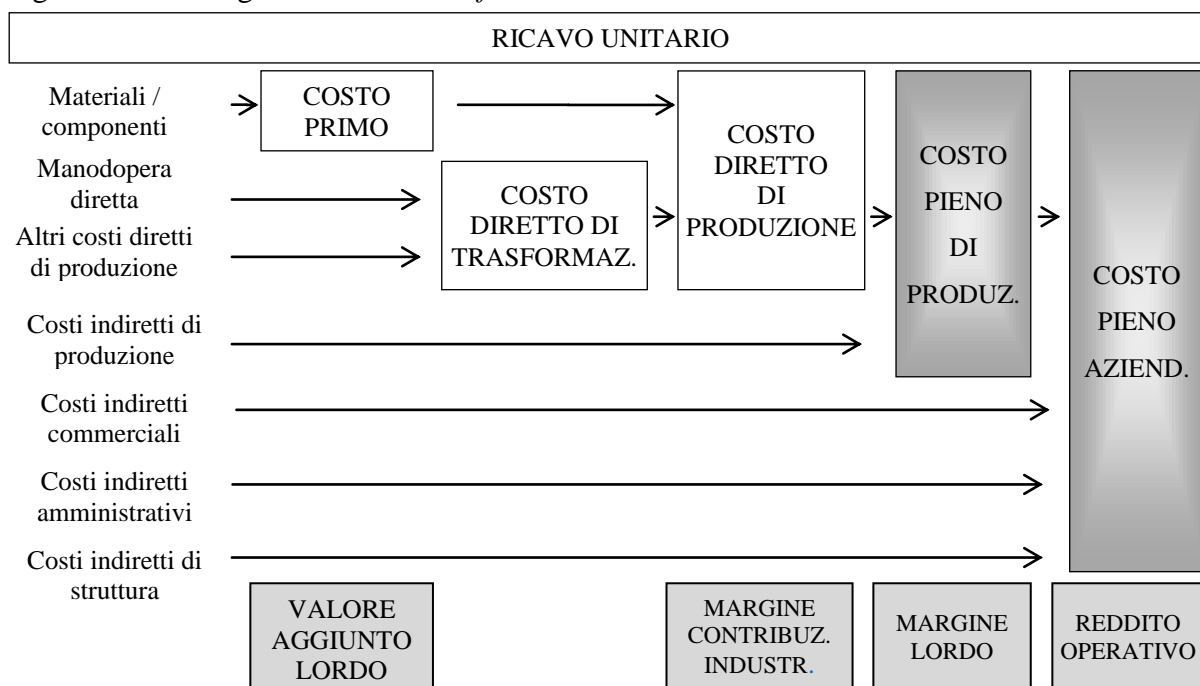 RICAVO UNITARIO
Materiali /
componenti
COSTO
PRIMO
Manodopera
diretta
Altri costi diretti
di produzione
COSTO
DIRETTO DI
TRASFORMAZ.
COSTO
DIRETTO
DI
PRODUZIONE
COSTO
PIENO
DI
PRODUZ.
COSTO
PIENO
AZIEND.
Costi indiretti di
produzione
Costi indiretti
commerciali
Costi indiretti
amministrativi
Costi indiretti di
struttura
VALORE
AGGIUNTO
LORDO
MARGINE
CONTRIBUZ.
INDUSTR.
MARGINE
LORDO
REDDITO
OPERATIVO